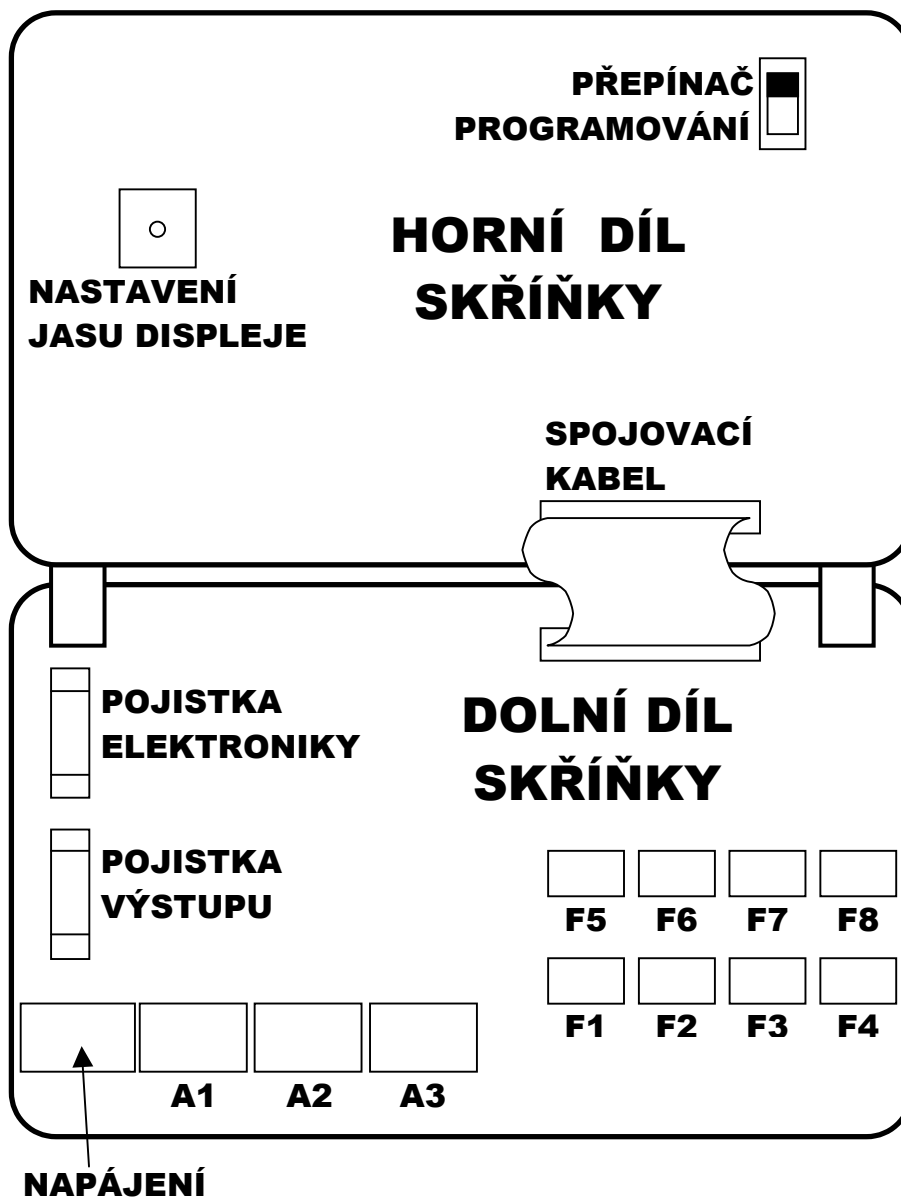 PŘEPÍNAČ
PROGRAMOVÁNÍ
HORNÍ DÍL
SKŘÍŇKY
NASTAVENÍ
JASU DISPLEJE
SPOJOVACÍ
KABEL
POJISTKA
ELEKTRONIKY
DOLNÍ DÍL
SKŘÍŇKY
POJISTKA
VÝSTUPU
F5 F6 F7 F8
F1 F2 F3 F4
A1 A2 A3
NAPÁJENÍ